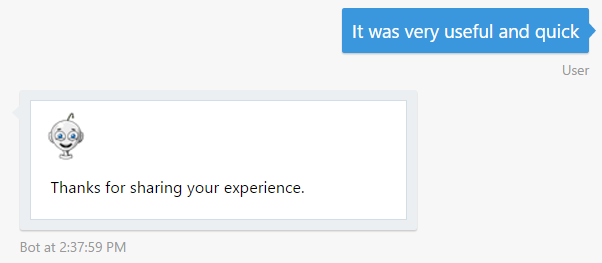 It was very useful and quick
User
Thanks for sharing your experience.
Bot at 2:37:59 PM